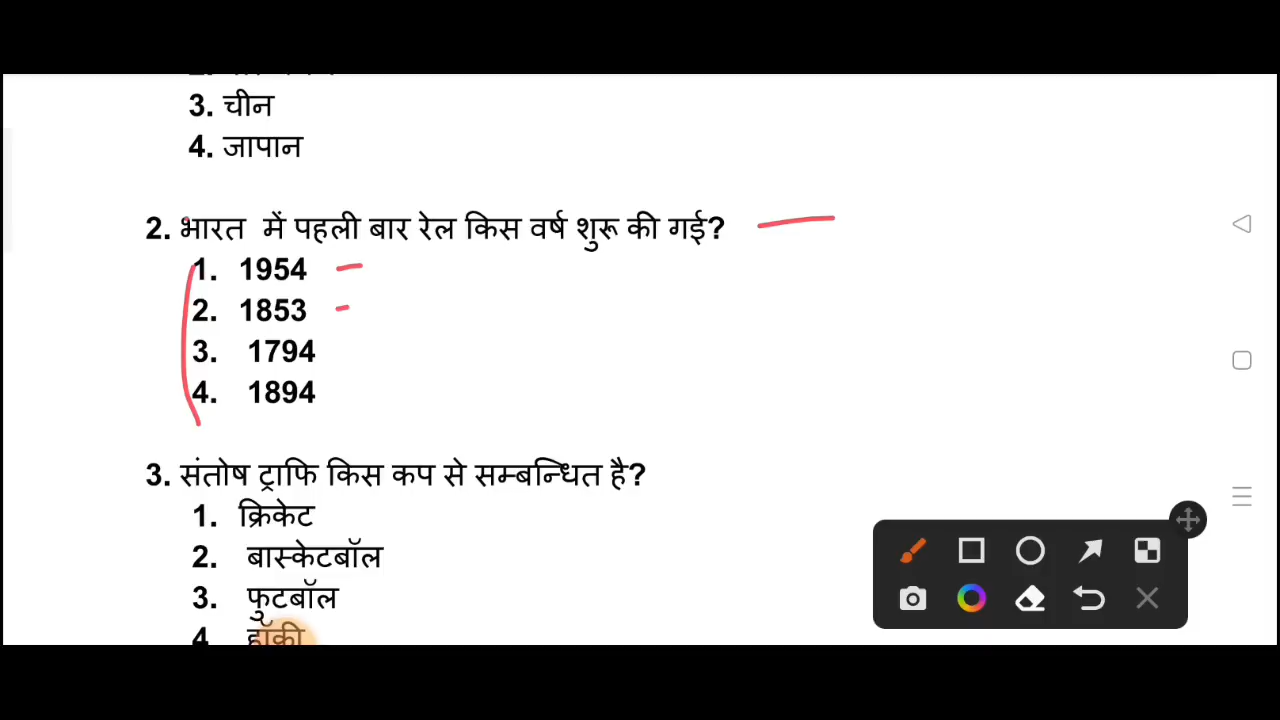 3. चीन
4. जापान
2. भारत में पहली बार रेल किस वर्ष शुरू की गई?
1. 1954
2. 1853
3. 1794
4. 1894
3. संतोष ट्राफि किस कप से सम्बन्धित है?
1. क्रिकेट
2. बास्केटबॉल
3. फुटबॉल
4. हॉकी